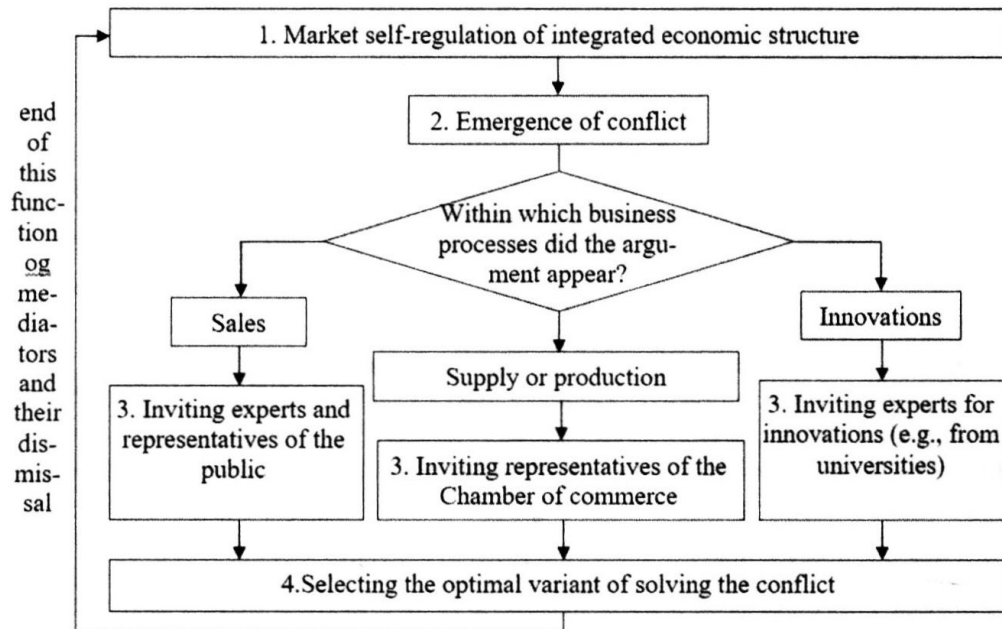 1. Market self-regulation of integrated economic structure
2. Emergence of conflict
end
of
this
func-
tion
og
me-
dia-
tors
and
their
dis-
mis-
sal
Within which business
processes did the argu-
ment appear?
Sales
Supply or production
Innovations
3. Inviting experts and
representatives of the
public
3. Inviting representatives of the
Chamber of commerce
3. Inviting experts for
innovations (e.g., from
universities)
4.Selecting the optimal variant of solving the conflict